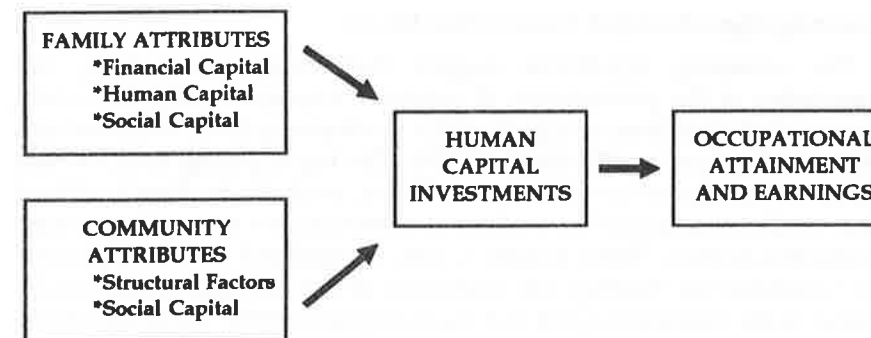 FAMILY ATTRIBUTES
*Financial Capital
*Human Capital
*Social Capital
COMMUNITY
ATTRIBUTES
*Structural Factors
*Social Capital
HUMAN
CAPITAL
INVESTMENTS
OCCUPATIONAL
ATTAINMENT
AND EARNINGS